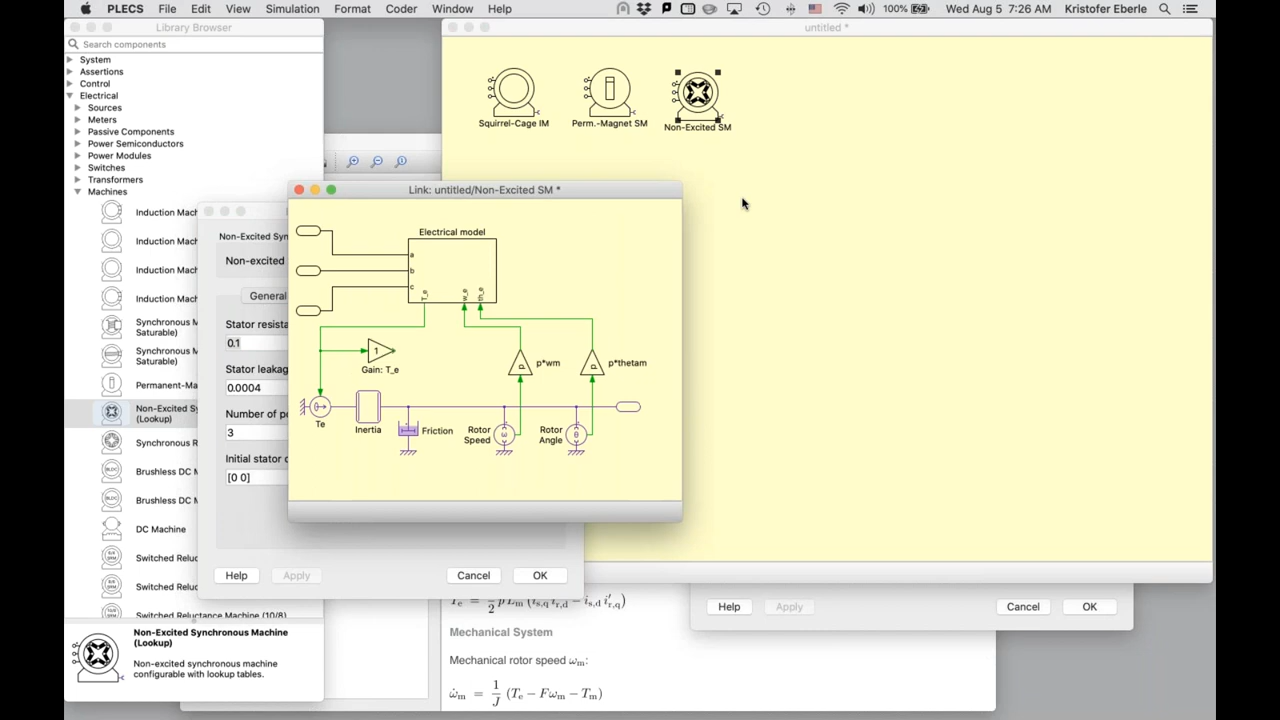 PLECS File Edit View Simulation Format Coder Window Help 100% Wed Aug 5 7:26 AM Kristofer Eberle
Library Browser
Search components
System
Assertions
Control
Electrical
Sources
Meters
Passive Components
Power Semiconductors
Power Modules
Switches
Transformers
Machines
Induction Mach
Induction Mach
Induction Mach
Induction Mach
Synchronous M
Saturable)
Synchronous M
Saturable)
Permanent-Ma
Non-Excited Sy
(Lookup)
Synchronous R
Brushless DC M
Brushless DC M
DC Machine
Switched Reluc
Switched Reluc
Switched Reluctance Machine (10/8)
Non-Excited Synchronous Machine
(Lookup)
Non-excited synchronous machine
configurable with lookup tables.
untitled *
Squirrel-Cage IM
Perm.-Magnet SM
Non-Excited SM
Non-Excited Syn
Non-excited
General
Stator resista
0.1
Stator leakag
0.0004
Number of po
3
Initial stator c
[0 0]
Help Apply Cancel OK
Link: untitled/Non-Excited SM *
Electrical model
a
b
c
T_e w_e th_e
1
Gain: T_e
p p*wm
p p*thetam
Te
Inertia
Friction
Rotor
Speed
ω
Rotor
Angle
θ
Help Apply Cancel OK
Mechanical System
Mechanical rotor speed ωm:
ω̇m = 1/J (Te − Fωm − Tm)